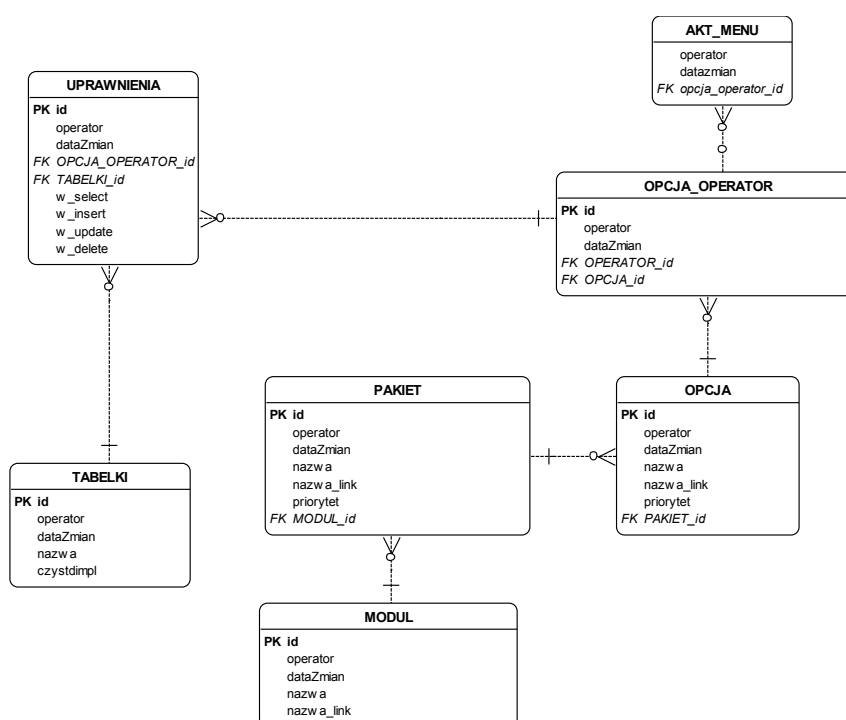 AKT_MENU
operator
datazmian
FK opcja_operator_id
UPRAWNIENIA
PK id
operator
dataZmian
FK OPCJA_OPERATOR_id
FK TABELKI_id
w_select
w_insert
w_update
w_delete
OPCJA_OPERATOR
PK id
operator
dataZmian
FK OPERATOR_id
FK OPCJA_id
PAKIET
PK id
operator
dataZmian
nazwa
nazwa_link
priorytet
FK MODUL_id
OPCJA
PK id
operator
dataZmian
nazwa
nazwa_link
priorytet
FK PAKIET_id
TABELKI
PK id
operator
dataZmian
nazwa
czystdimpl
MODUL
PK id
operator
dataZmian
nazwa
nazwa_link